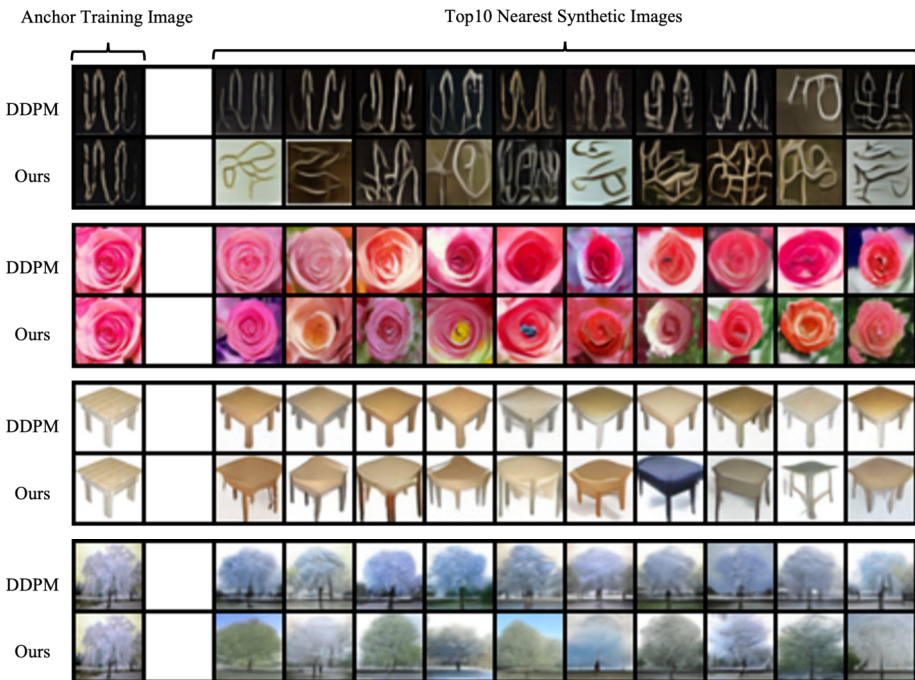 Anchor Training Image
Top10 Nearest Synthetic Images
DDPM
Ours
DDPM
Ours
DDPM
Ours
DDPM
Ours